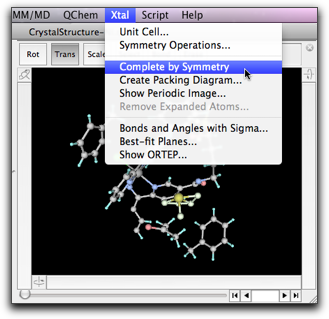 MM/MD QChem Xtal Script Help
CrystalStructure-
Rot Trans Scale
Unit Cell...
Symmetry Operations...
Complete by Symmetry
Create Packing Diagram...
Show Periodic Image...
Remove Expanded Atoms...
Bonds and Angles with Sigma...
Best-fit Planes...
Show ORTEP...